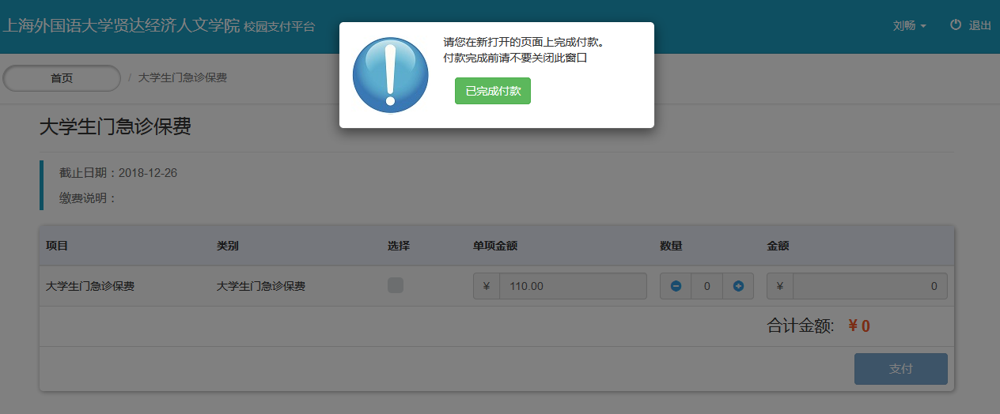 上海外国语大学贤达经济人文学院 校园支付平台
刘畅
退出
请您在新打开的页面上完成付款。
付款完成前请不要关闭此窗口
已完成付款
首页 / 大学生门急诊保费
大学生门急诊保费
截止日期：2018-12-26
缴费说明：
项目 类别 选择 单项金额 数量 金额
大学生门急诊保费 大学生门急诊保费 ¥ 110.00 0 ¥ 0
合计金额: ¥ 0
支付